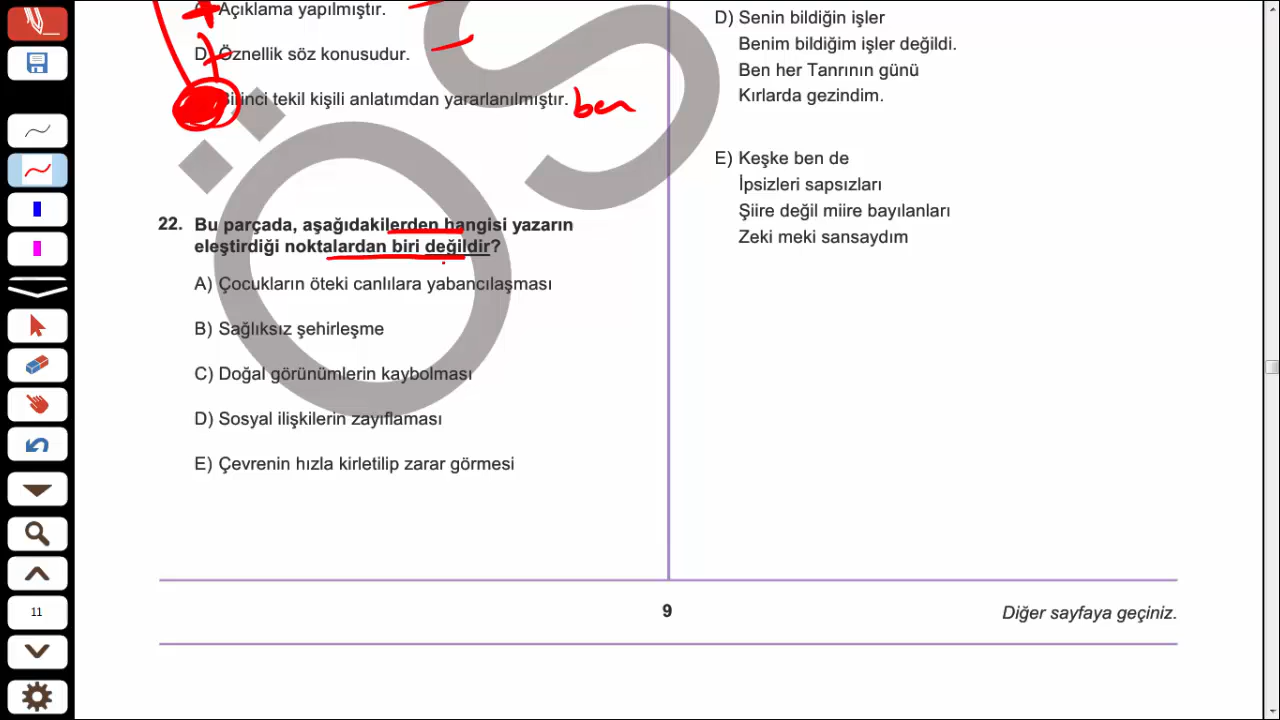 Açıklama yapılmıştır.
D) Öznellik söz konusudur.
Birinci tekil kişili anlatımdan yararlanılmıştır. ben
22. Bu parçada, aşağıdakilerden hangisi yazarın
eleştirdiği noktalardan biri değildir?
A) Çocukların öteki canlılara yabancılaşması
B) Sağlıksız şehirleşme
C) Doğal görünümlerin kaybolması
D) Sosyal ilişkilerin zayıflaması
E) Çevrenin hızla kirletilip zarar görmesi
D) Senin bildiğin işler
Benim bildiğim işler değildi.
Ben her Tanrının günü
Kırlarda gezindim.
E) Keşke ben de
İpsizleri sapsızları
Şiire değil miire bayılanları
Zeki meki sansaydım
9
Diğer sayfaya geçiniz.
11